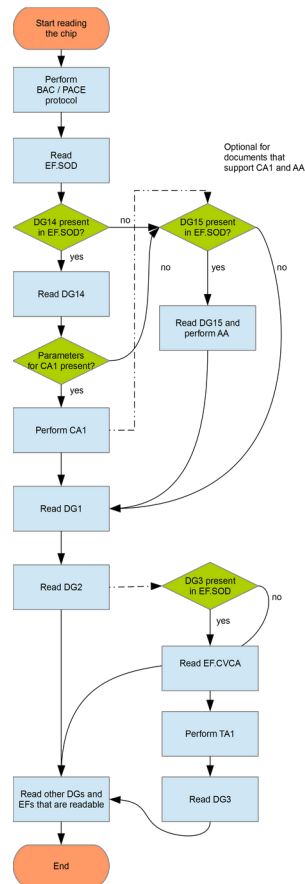 Start reading
the chip
Perform
BAC / PACE
protocol
Read
EF.SOD
Optional for
documents that
support CA1 and AA
DG14 present
in EF.SOD?
no
DG15 present
in EF.SOD?
yes
no
yes
Read DG14
Read DG15 and
perform AA
Parameters
for CA1 present?
no
yes
Perform CA1
Read DG1
Read DG2
DG3 present
in EF.SOD
no
yes
Read EF.CVCA
Perform TA1
Read other DGs and
EFs that are readable
Read DG3
End